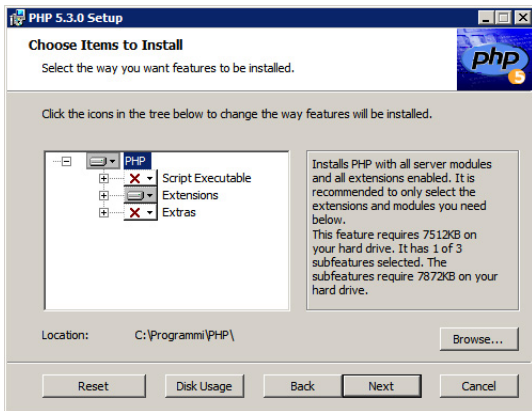 PHP 5.3.0 Setup
Choose Items to Install
Select the way you want features to be installed.
php
5
Click the icons in the tree below to change the way features will be installed.
PHP
Script Executable
Extensions
Extras
Installs PHP with all server modules
and all extensions enabled. It is
recommended to only select the
extensions and modules you need
below.
This feature requires 7512KB on
your hard drive. It has 1 of 3
subfeatures selected. The
subfeatures require 7872KB on your
hard drive.
Location: C:\Programmi\PHP\
Browse...
Reset Disk Usage Back Next Cancel